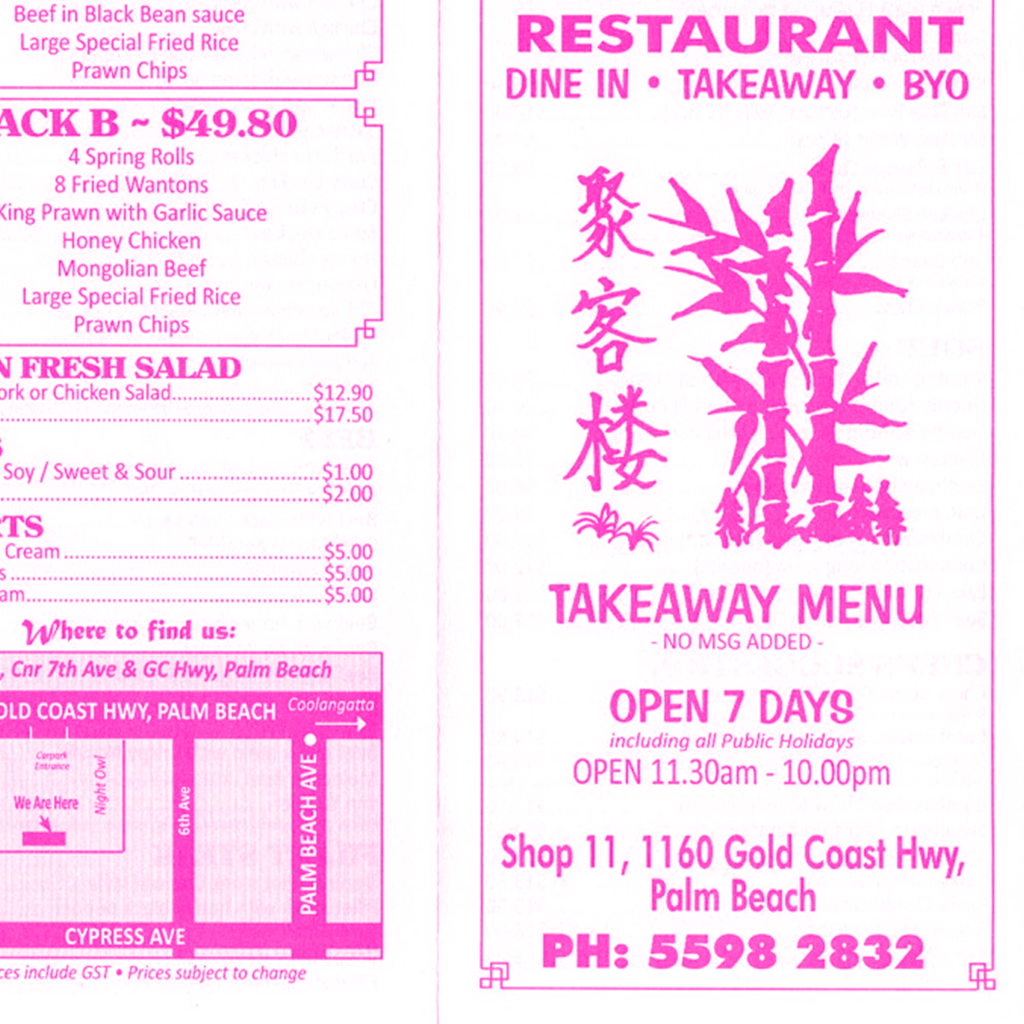 Beef in Black Bean sauce
Large Special Fried Rice
Prawn Chips
ACK B ~ $49.80
4 Spring Rolls
8 Fried Wantons
King Prawn with Garlic Sauce
Honey Chicken
Mongolian Beef
Large Special Fried Rice
Prawn Chips
N FRESH SALAD
ork or Chicken Salad.......................... $12.90
$17.50
Soy / Sweet & Sour ............................ $1.00
$2.00
RTS
Cream .................................................. $5.00
s ............................................................ $5.00
am......................................................... $5.00
Where to find us:
, Cnr 7th Ave & GC Hwy, Palm Beach
OLD COAST HWY, PALM BEACH
Coolangatta
Carpark
Entrance
Night Owl
We Are Here
6th Ave
PALM BEACH AVE
CYPRESS AVE
ces include GST • Prices subject to change
RESTAURANT
DINE IN • TAKEAWAY • BYO
聚客楼
TAKEAWAY MENU
- NO MSG ADDED -
OPEN 7 DAYS
including all Public Holidays
OPEN 11.30am - 10.00pm
Shop 11, 1160 Gold Coast Hwy,
Palm Beach
PH: 5598 2832